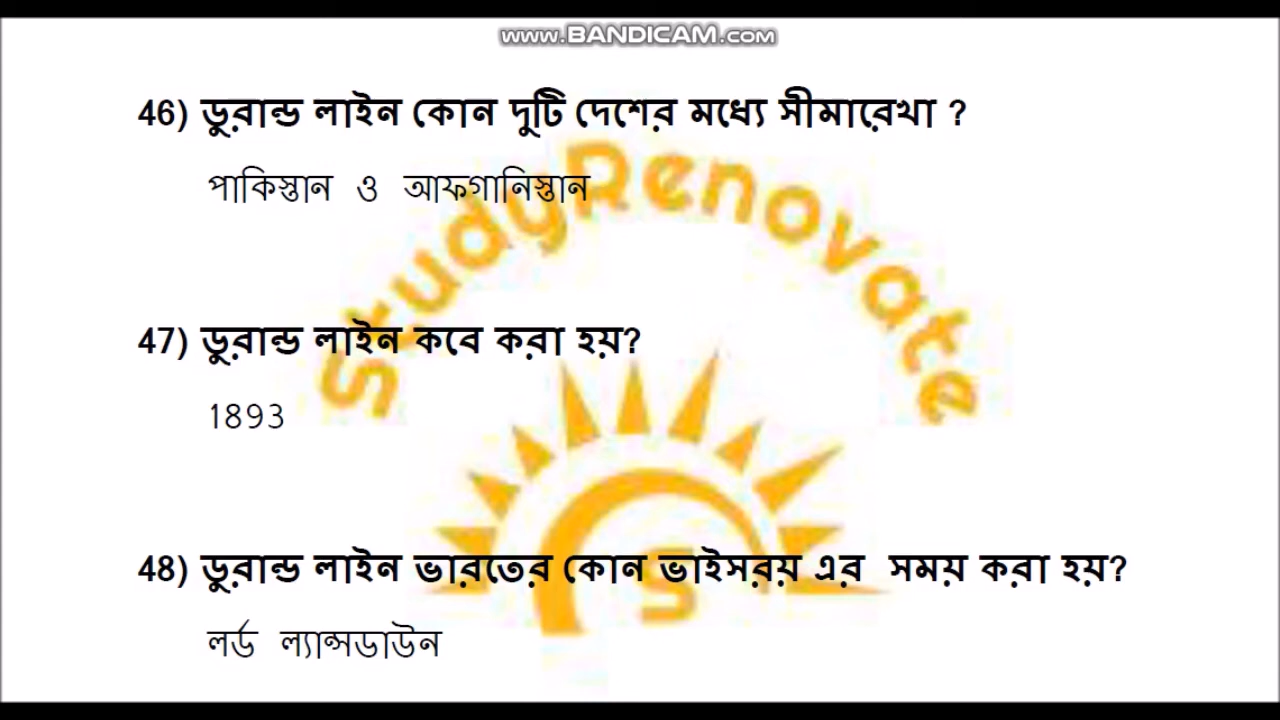 www.BANDICAM.com
46) ডুরান্ড লাইন কোন দুটি দেশের মধ্যে সীমারেখা ?
পাকিস্তান ও আফগানিস্তান
StudyRenovate
47) ডুরান্ড লাইন কবে করা হয়?
1893
48) ডুরান্ড লাইন ভারতের কোন ভাইসরয় এর সময় করা হয়?
S
লর্ড ল্যান্সডাউন